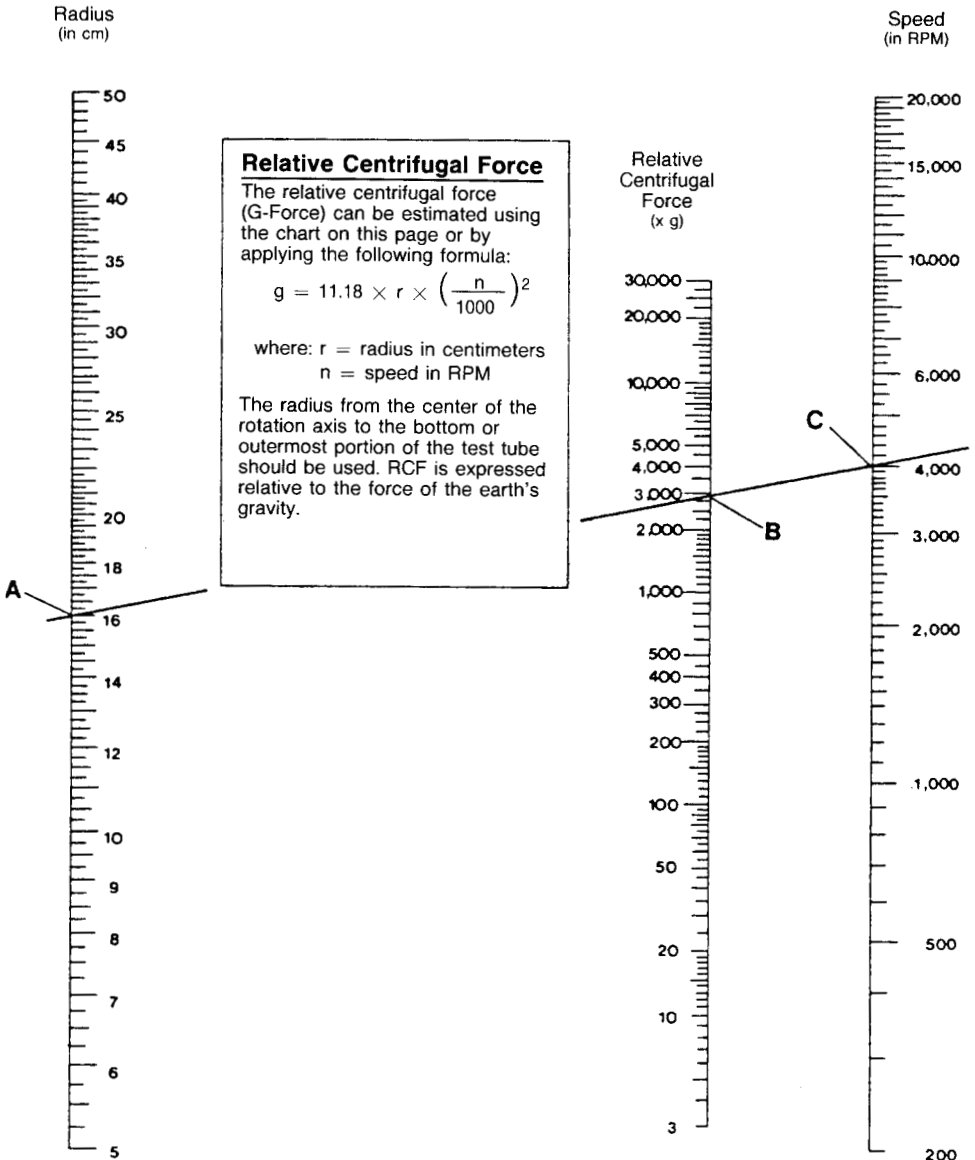 Radius
(in cm)
50
45
40
35
30
25
20
18
16
14
12
10
9
8
7
6
5
A
Relative Centrifugal Force
The relative centrifugal force
(G-Force) can be estimated using
the chart on this page or by
applying the following formula:
g = 11.18 × r × ( n / 1000 )2
where: r = radius in centimeters
n = speed in RPM
The radius from the center of the
rotation axis to the bottom or
outermost portion of the test tube
should be used. RCF is expressed
relative to the force of the earth's
gravity.
Relative
Centrifugal
Force
(x g)
30,000
20,000
10,000
5,000
4,000
3,000
2,000
1,000
500
400
300
200
100
50
20
10
3
B
Speed
(in RPM)
20,000
15,000
10,000
6,000
4,000
3,000
2,000
1,000
500
200
C